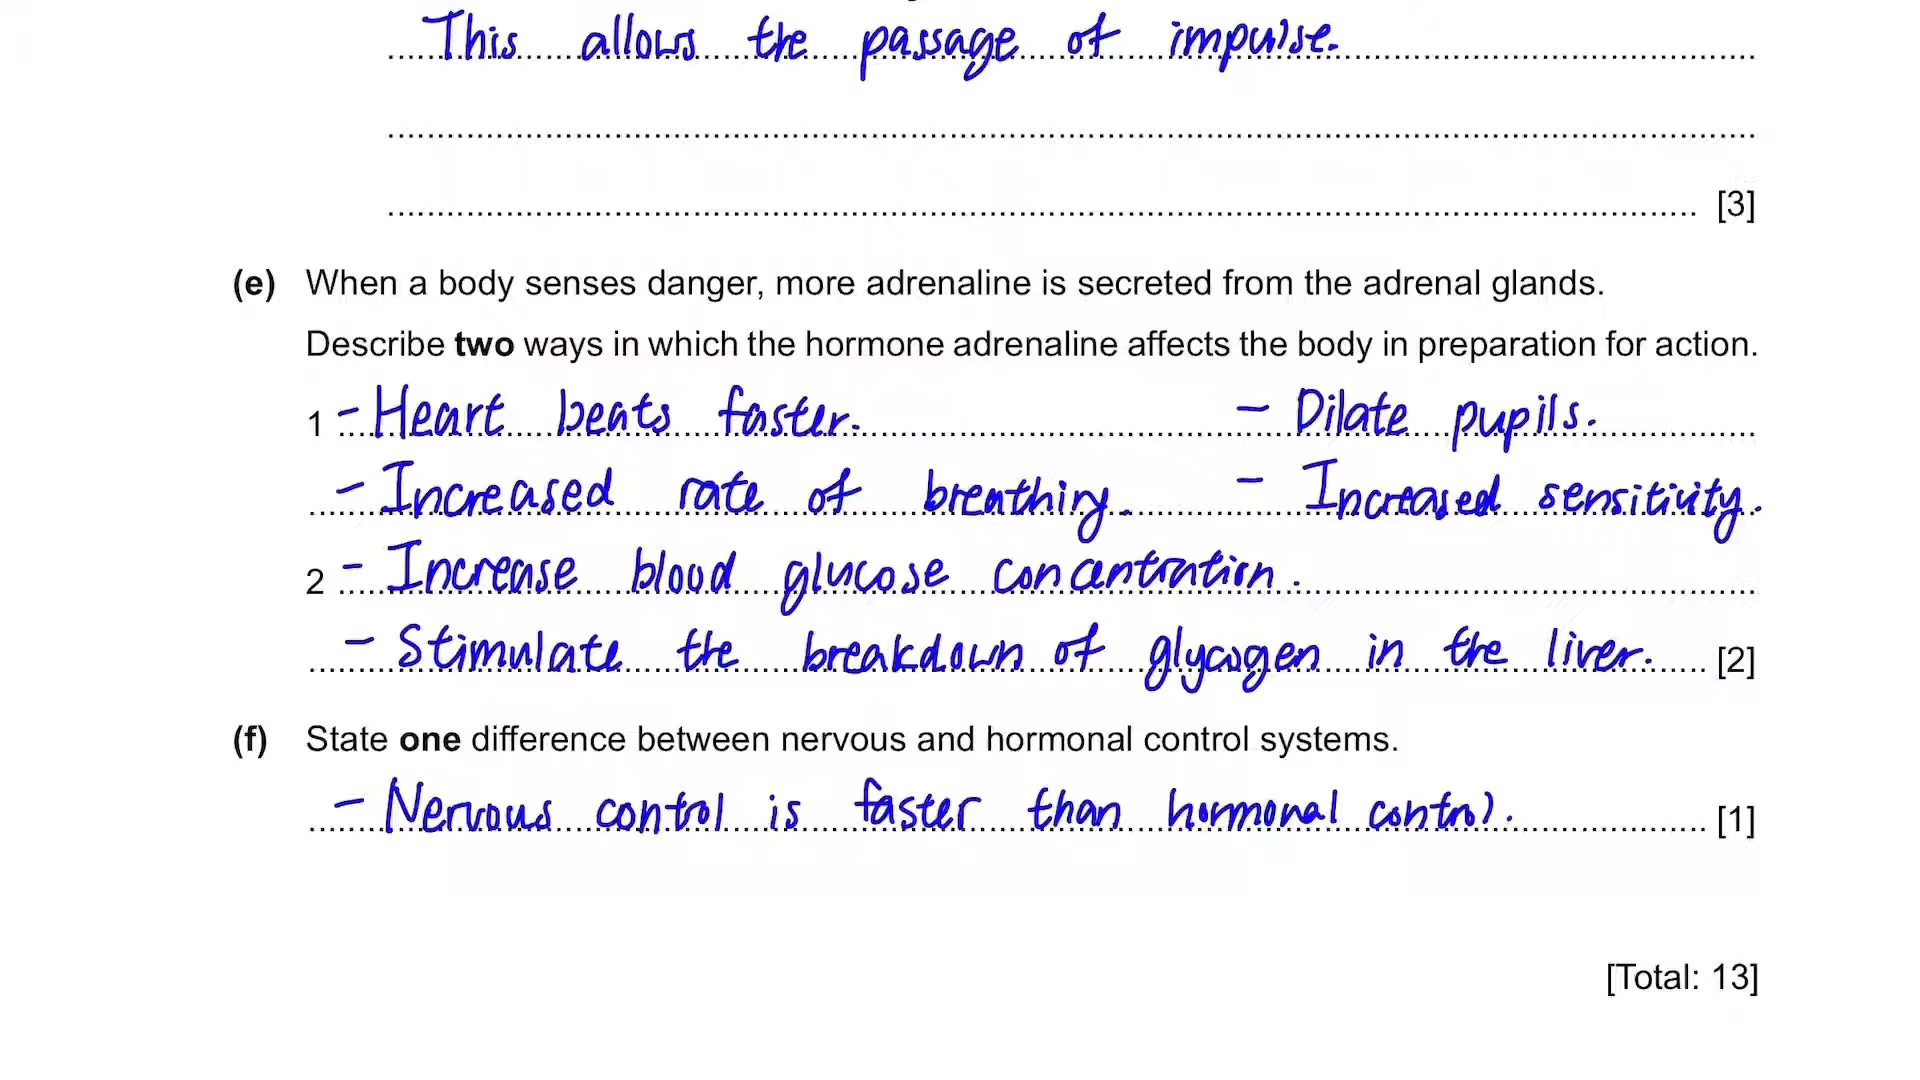 This allows the passage of impulse.
[3]
(e) When a body senses danger, more adrenaline is secreted from the adrenal glands.
Describe two ways in which the hormone adrenaline affects the body in preparation for action.
1 - Heart beats faster. - Dilate pupils.
- Increased rate of breathing. - Increased sensitivity.
2 - Increase blood glucose concentration.
- Stimulate the breakdown of glycogen in the liver. [2]
(f) State one difference between nervous and hormonal control systems.
- Nervous control is faster than hormonal control. [1]
[Total: 13]